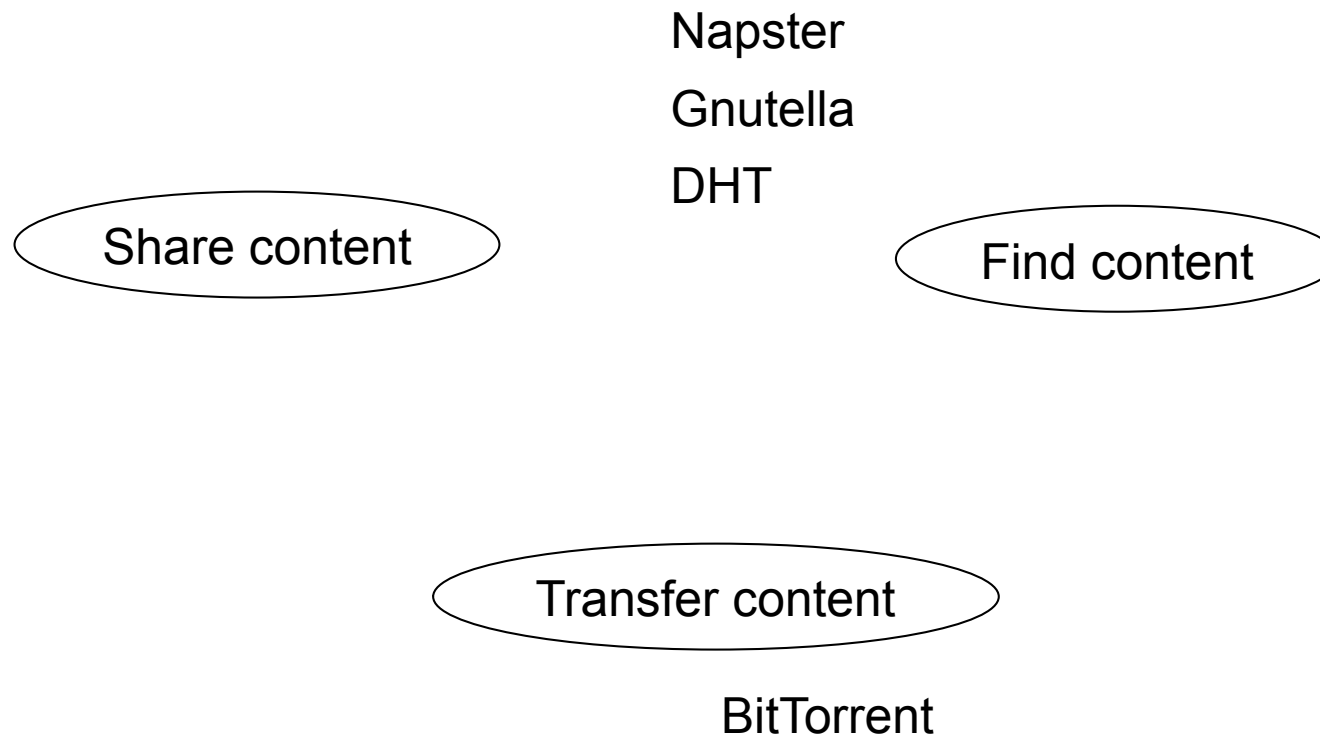 Napster
Gnutella
DHT
Share content
Find content
Transfer content
BitTorrent